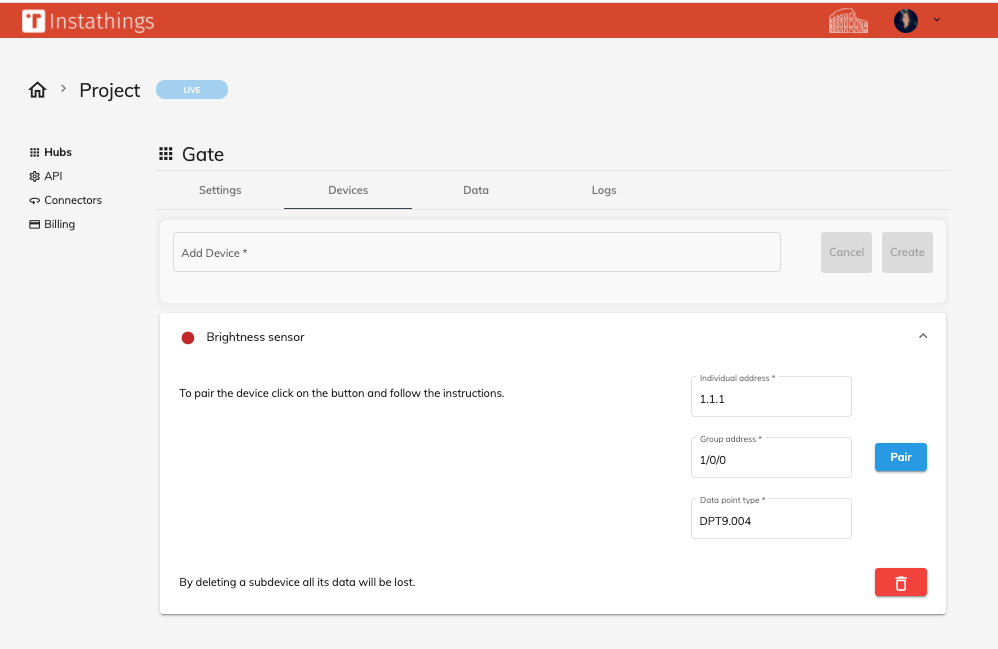 Instathings
Project
LIVE
Hubs
API
Connectors
Billing
Gate
Settings Devices Data Logs
Add Device *
Cancel Create
Brightness sensor
To pair the device click on the button and follow the instructions.
Individual address *
1.1.1
Group address *
1/0/0
Pair
Data point type *
DPT9.004
By deleting a subdevice all its data will be lost.